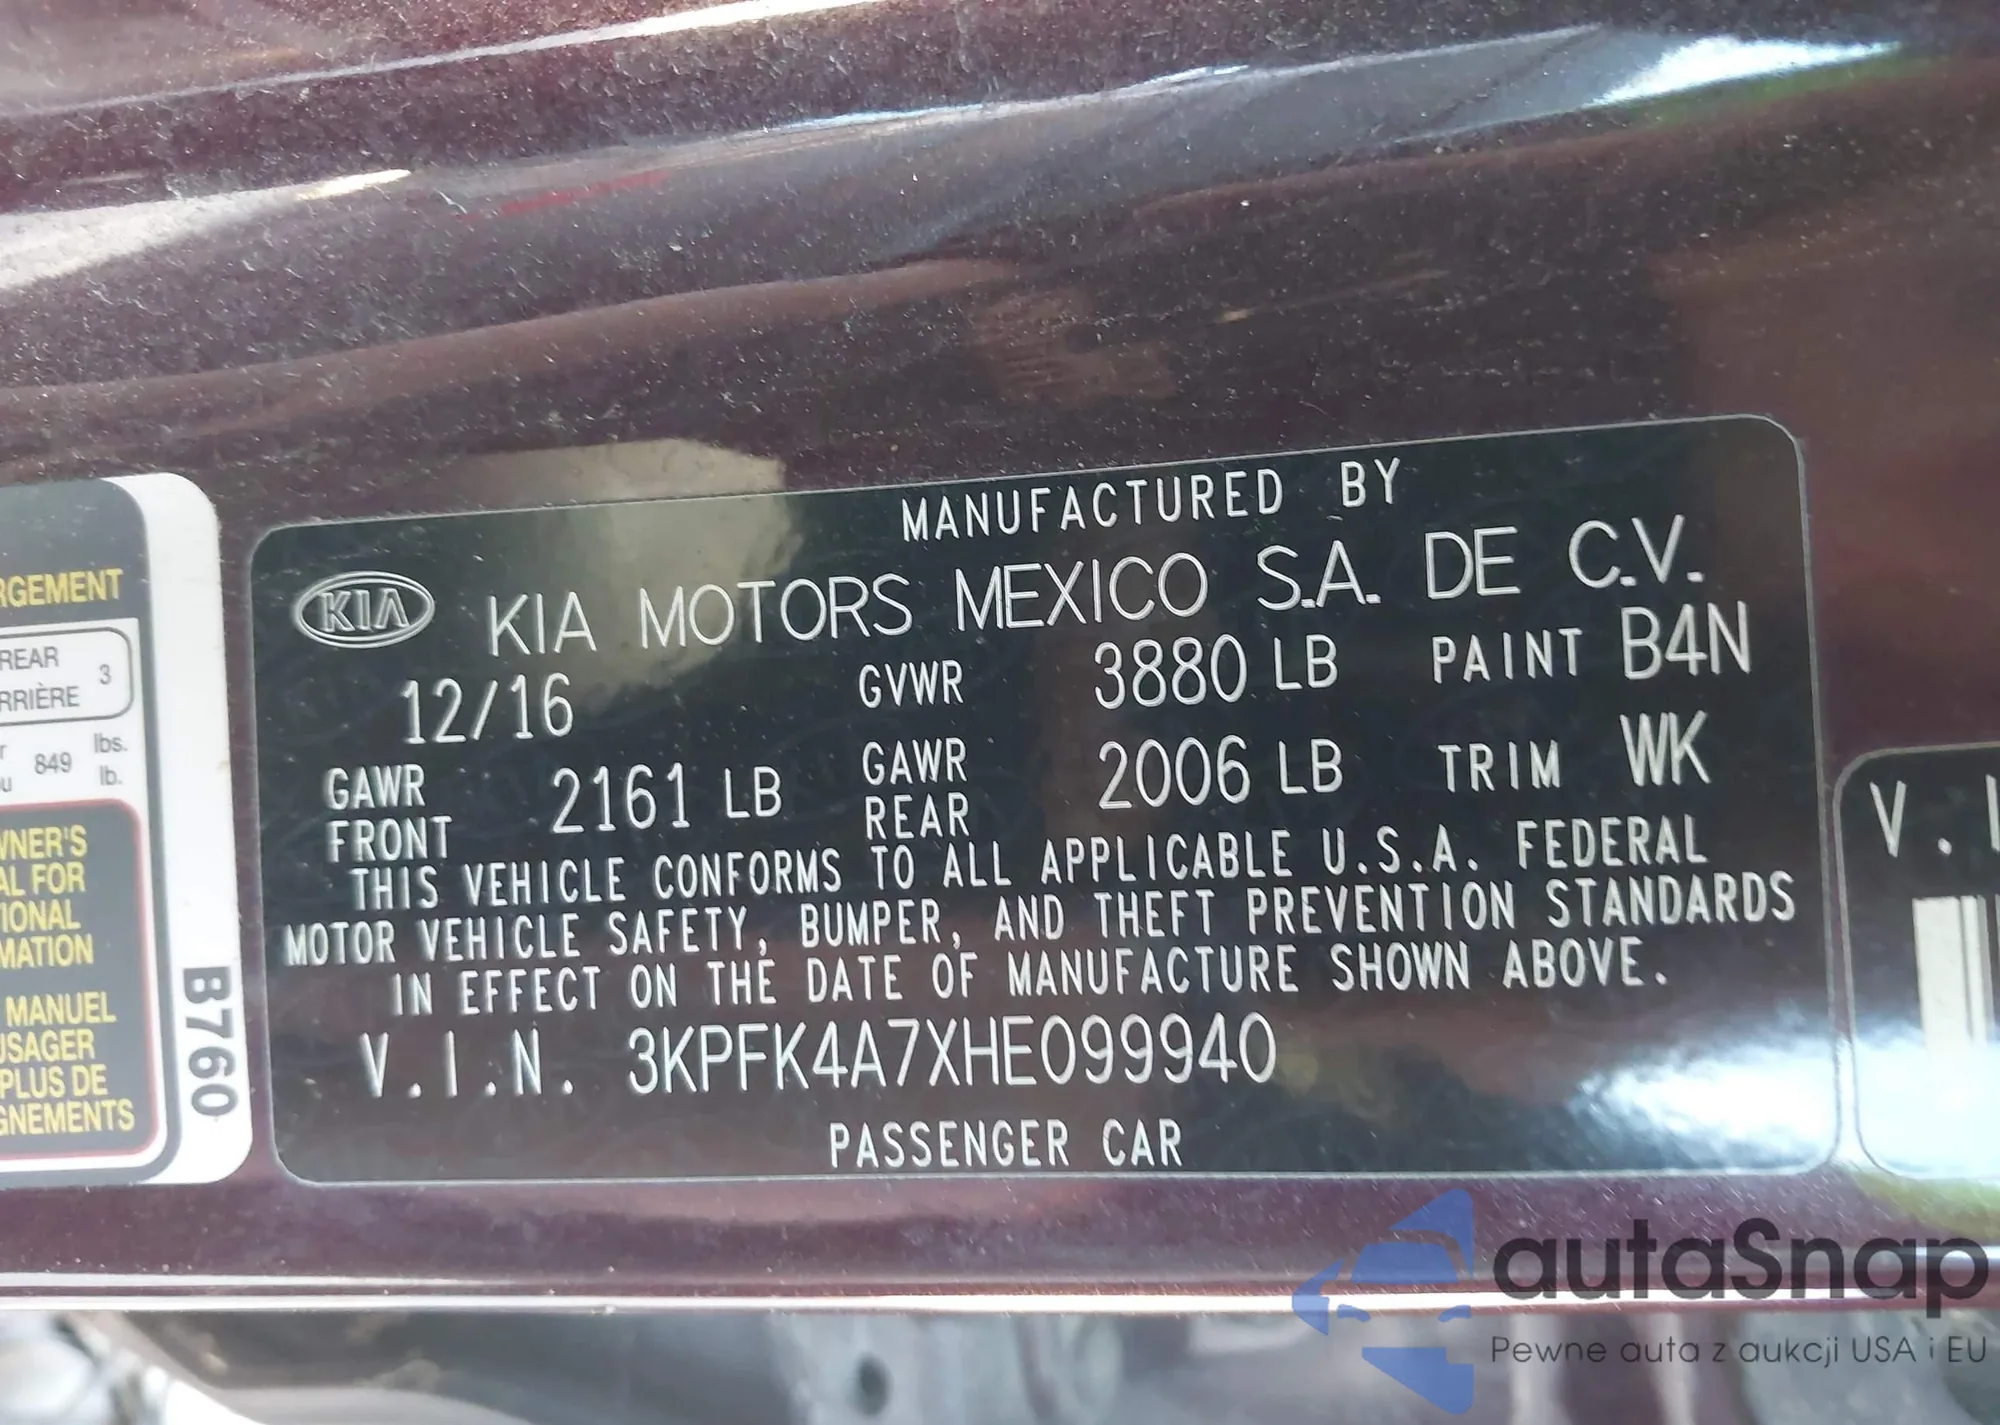 RGEMENT
REAR 3
RRIÈRE
849 lbs.
lb.
WNER'S
AL FOR
TIONAL
MATION
MANUEL
USAGER
PLUS DE
GNEMENTS
B760
MANUFACTURED BY
KIA KIA MOTORS MEXICO S.A. DE C.V.
12/16 GVWR 3880 LB PAINT B4N
GAWR FRONT 2161 LB GAWR REAR 2006 LB TRIM WK
THIS VEHICLE CONFORMS TO ALL APPLICABLE U.S.A. FEDERAL
MOTOR VEHICLE SAFETY, BUMPER, AND THEFT PREVENTION STANDARDS
IN EFFECT ON THE DATE OF MANUFACTURE SHOWN ABOVE.
V.I.N. 3KPFK4A7XHE099940
PASSENGER CAR
V.I
autaSnap
Pewne auta z aukcji USA i EU